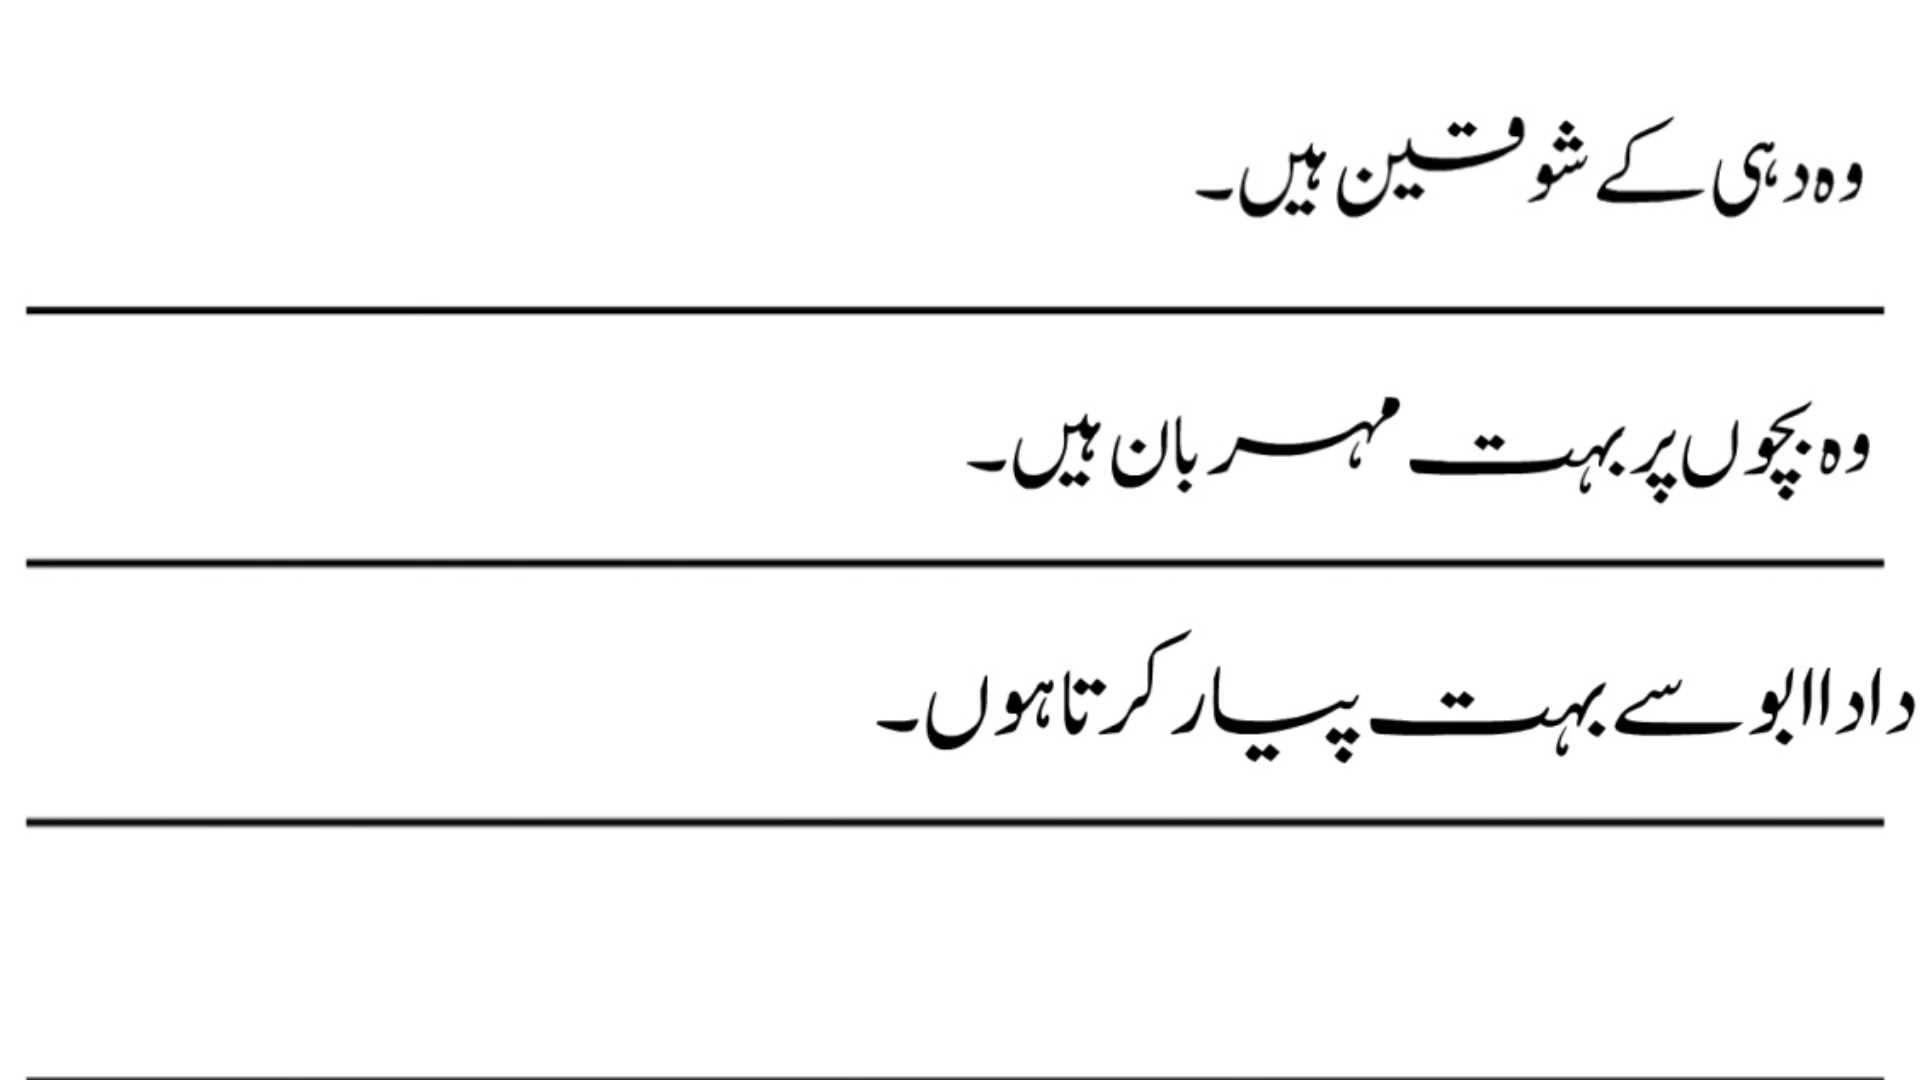 وہ دہی کے شوقین ہیں۔
وہ بچوں پر بہت مہربان ہیں۔
دادا ابو سے بہت پیار کرتا ہوں۔